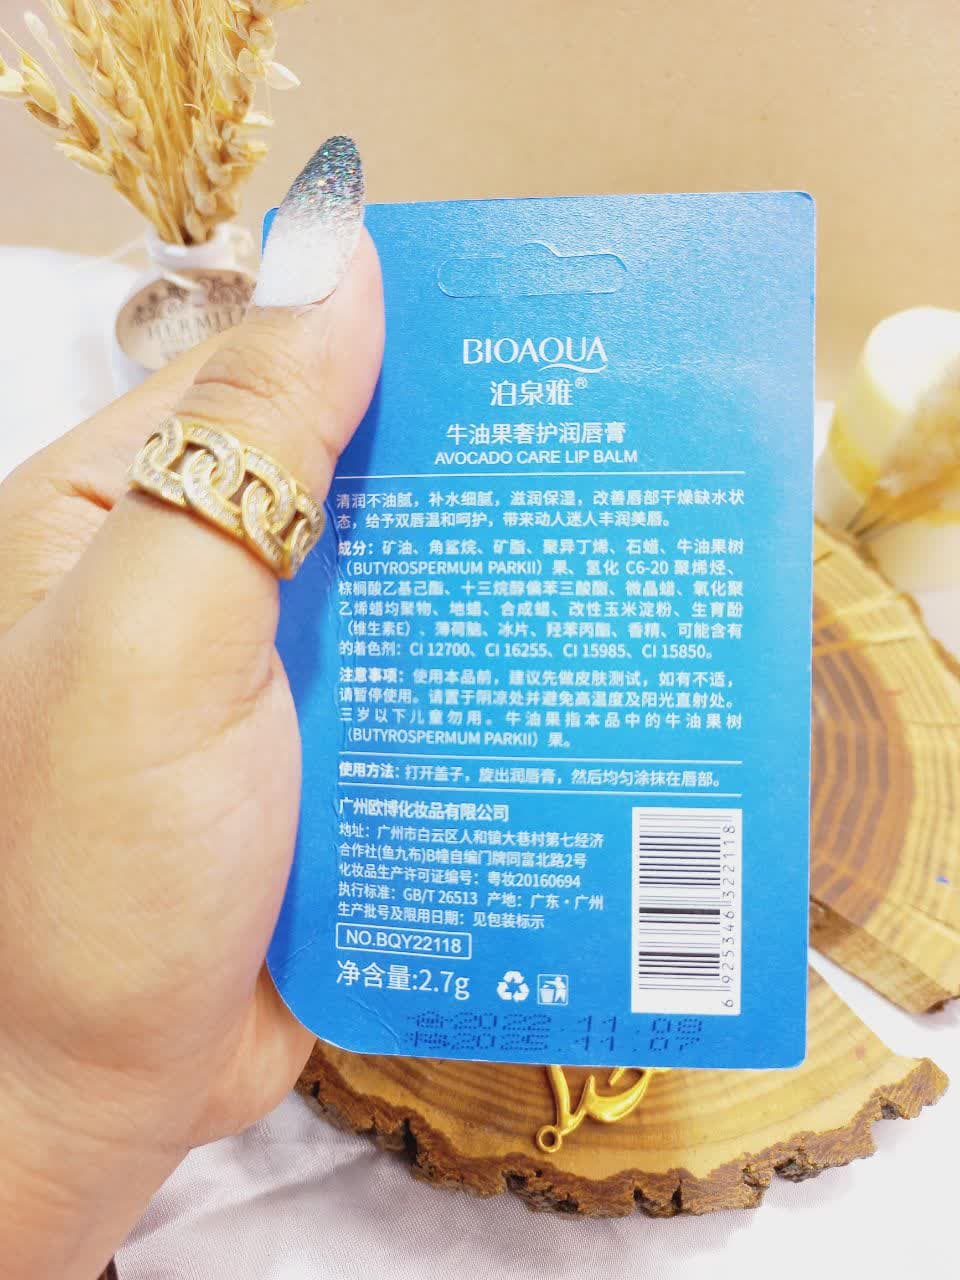 HERMIT
BIOAQUA
泊泉雅®
牛油果奢护润唇膏
AVOCADO CARE LIP BALM
清润不油腻，补水细腻，滋润保湿，改善唇部干燥缺水状
态，给予双唇温和呵护，带来动人迷人丰润美唇。
成分：矿油、角鲨烷、矿脂、聚异丁烯、石蜡、牛油果树
（BUTYROSPERMUM PARKII）果、氢化 C6-20 聚烯烃、
棕榈酸乙基己酯、十三烷醇偏苯三酸酯、微晶蜡、氧化聚
乙烯蜡均聚物、地蜡、合成蜡、改性玉米淀粉、生育酚
（维生素E）、薄荷脑、冰片、羟苯丙酯、香精、可能含有
的着色剂：CI 12700、CI 16255、CI 15985、CI 15850。
注意事项：使用本品前，建议先做皮肤测试，如有不适，
请暂停使用。请置于阴凉处并避免高温度及阳光直射处。
三岁以下儿童勿用。牛油果指本品中的牛油果树
（BUTYROSPERMUM PARKII）果。
使用方法：打开盖子，旋出润唇膏，然后均匀涂抹在唇部。
广州欧博化妆品有限公司
地址：广州市白云区人和镇大巷村第七经济
合作社(鱼九布)B幢自编门牌同富北路2号
化妆品生产许可证编号：粤妆20160694
执行标准：GB/T 26513 产地：广东·广州
生产批号及限用日期：见包装标示
NO.BQY22118
净含量:2.7g
6 925346 322118
2022.11.08
2025.11.07